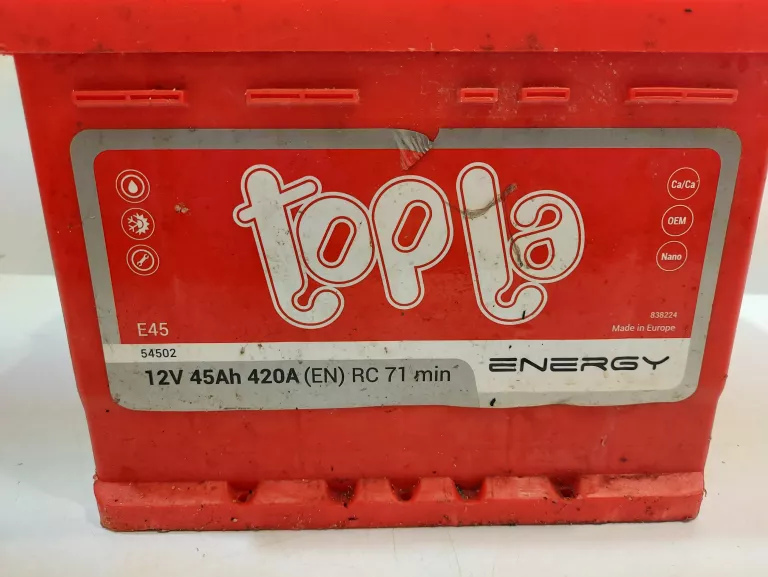 topla
Ca/Ca
OEM
Nano
E45
838224
Made in Europe
54502
12V 45Ah 420A (EN) RC 71 min
ENERGY